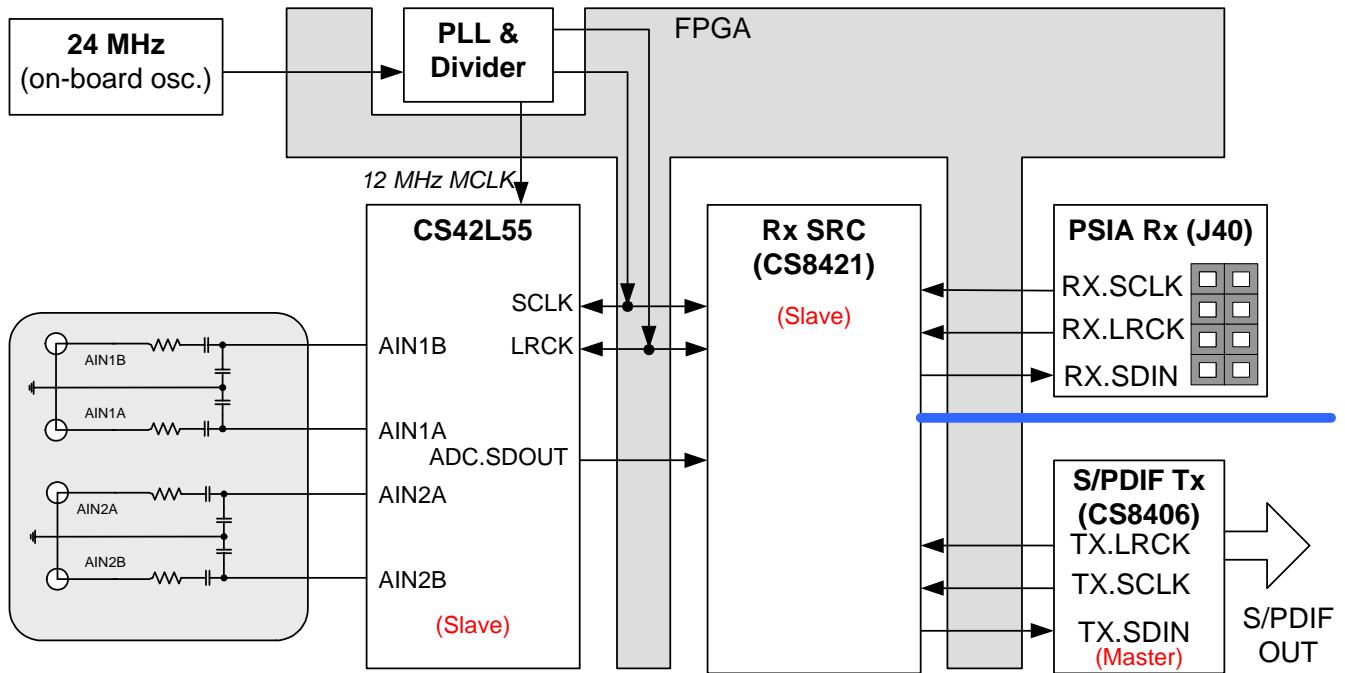 24 MHz
(on-board osc.)
PLL &
Divider
FPGA
12 MHz MCLK
CS42L55
SCLK
LRCK
AIN1B
AIN1A
ADC.SDOUT
AIN2A
AIN2B
(Slave)
AIN1B
AIN1A
AIN2A
AIN2B
Rx SRC
(CS8421)
(Slave)
PSIA Rx (J40)
RX.SCLK
RX.LRCK
RX.SDIN
S/PDIF Tx
(CS8406)
TX.LRCK
TX.SCLK
TX.SDIN
(Master)
S/PDIF
OUT